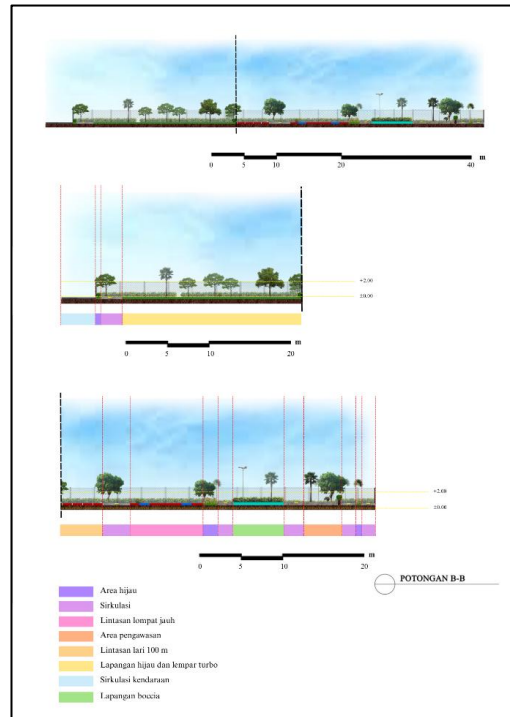 m
0 5 10 20 40
+2.00
±0.00
m
0 5 10 20
+2.00
±0.00
m
0 5 10 20
POTONGAN B-B
Area hijau
Sirkulasi
Lintasan lompat jauh
Area pengawasan
Lintasan lari 100 m
Lapangan hijau dan lempar turbo
Sirkulasi kendaraan
Lapangan boccia